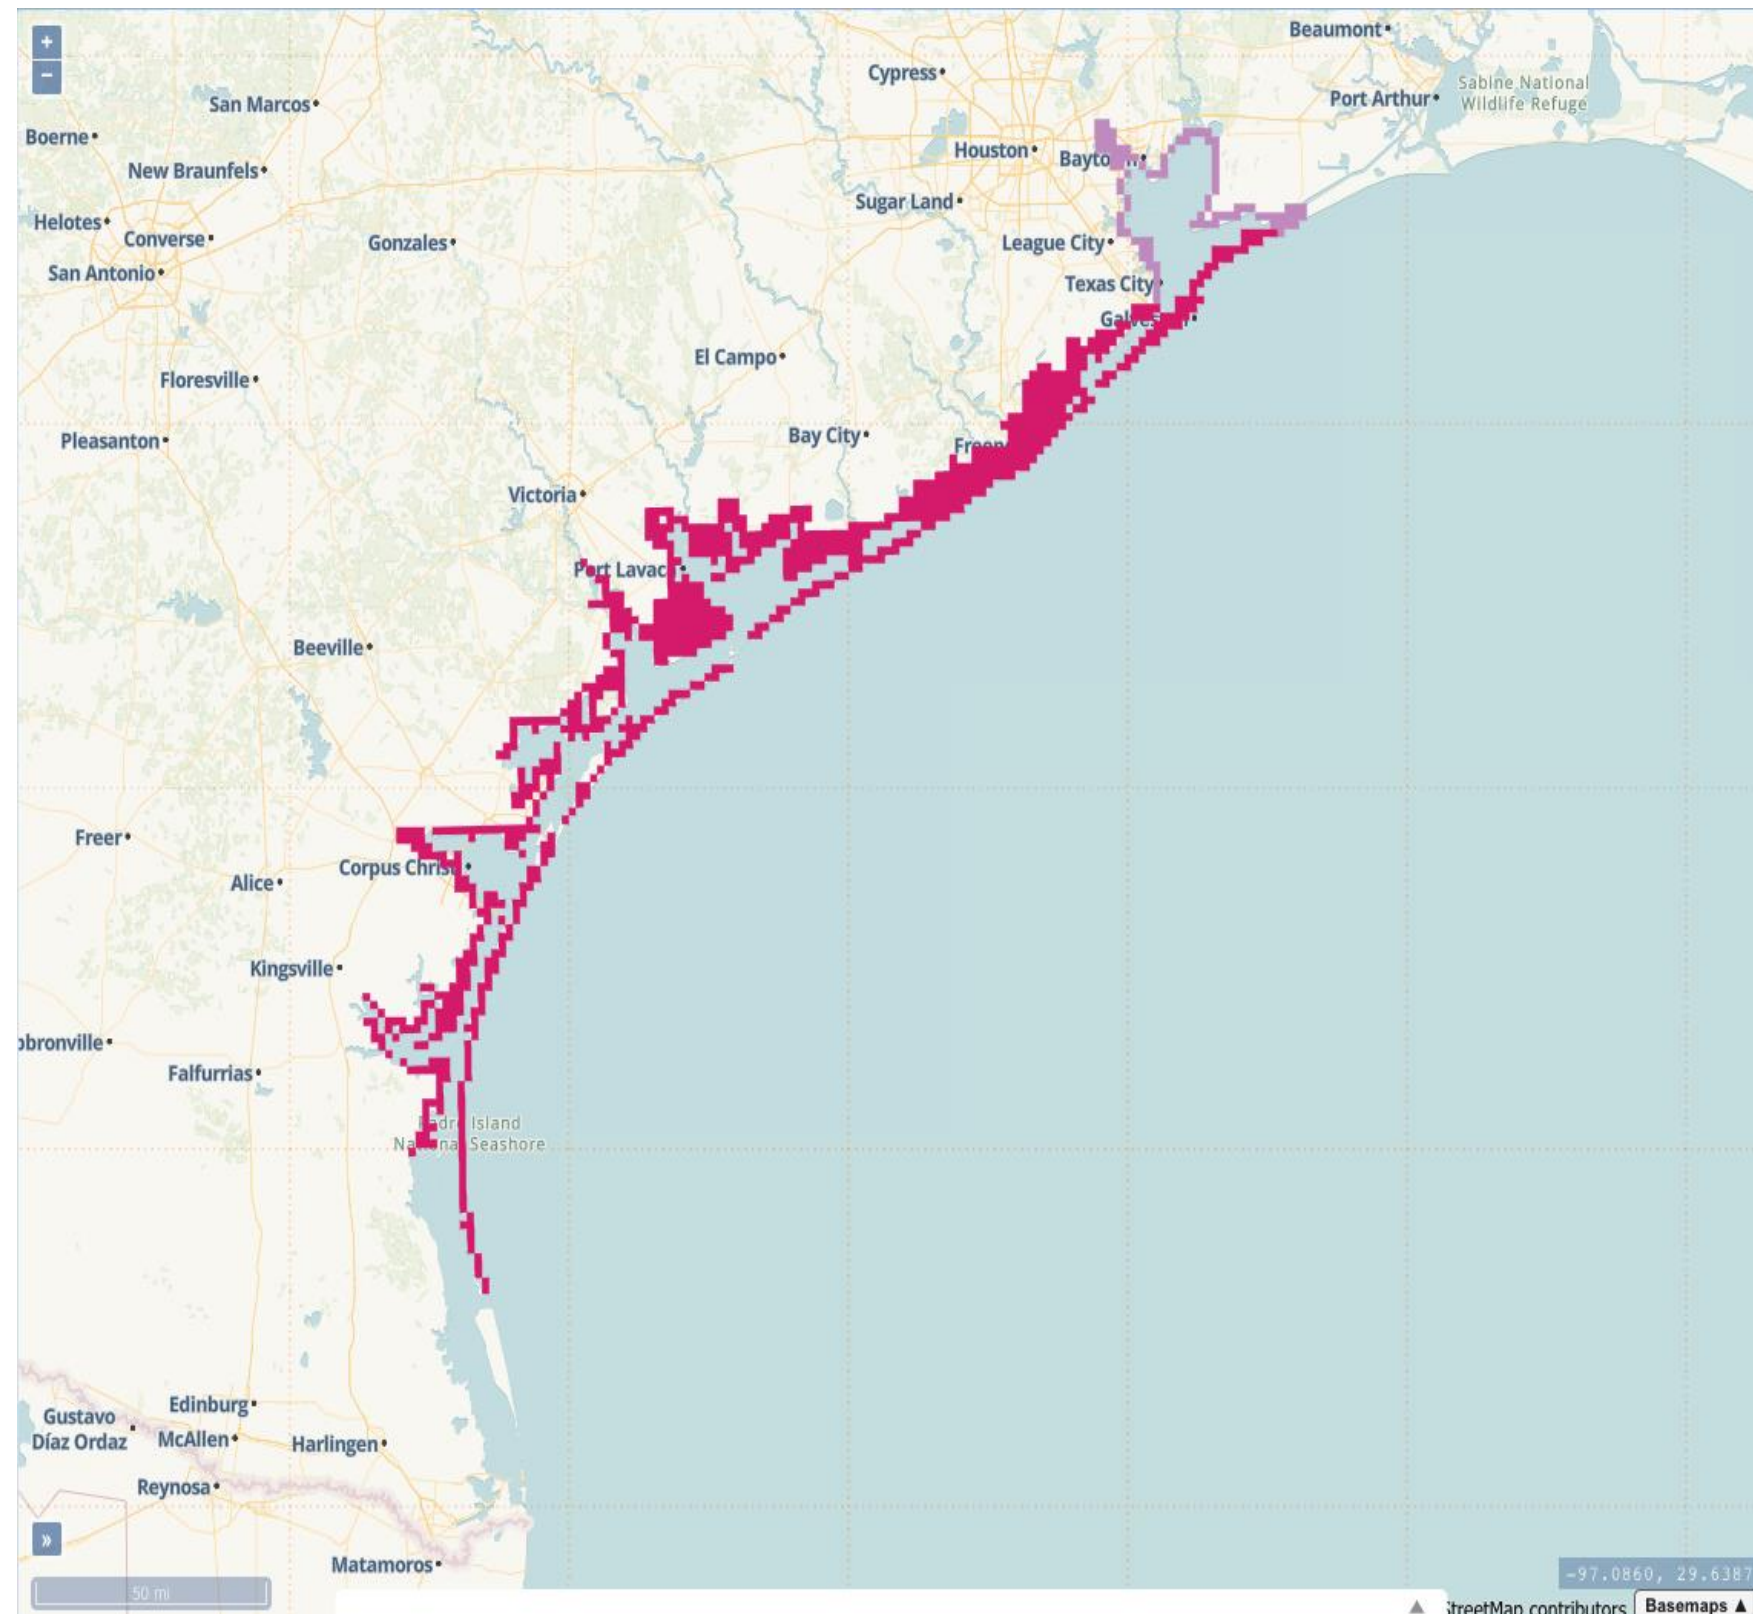 +
Beaumont
−
Cypress
Sabine National
Wildlife Refuge
Port Arthur
San Marcos
Boerne
Houston
New Braunfels
Sugar Land
Helotes
Converse
Gonzales
League City
San Antonio
Texas City
El Campo
Floresville
Bay City
Pleasanton
Victoria
Beeville
Freer
Alice
Kingsville
Falfurrias
Island
Seashore
Edinburg
Gustavo
Díaz Ordaz
McAllen
Harlingen
Reynosa
»
Matamoros
50 mi
-97.0860, 29.6387
▲ StreetMap contributors
Basemaps ▲